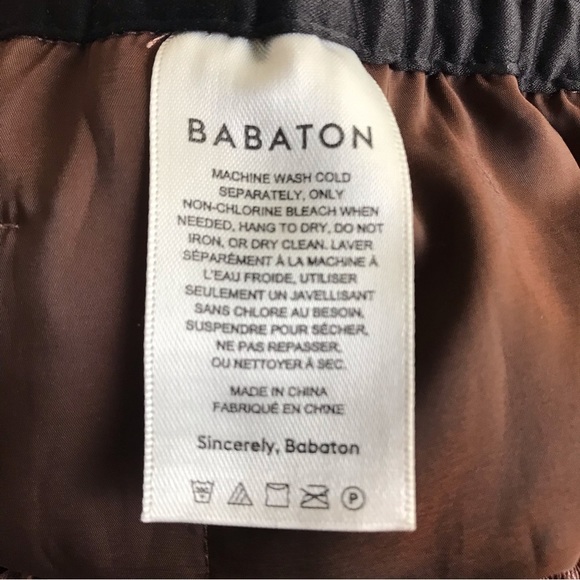 BABATON
MACHINE WASH COLD
SEPARATELY, ONLY
NON-CHLORINE BLEACH WHEN
NEEDED, HANG TO DRY, DO NOT
IRON, OR DRY CLEAN. LAVER
SÉPARÉMENT À LA MACHINE À
L'EAU FROIDE, UTILISER
SEULEMENT UN JAVELLISANT
SANS CHLORE AU BESOIN.
SUSPENDRE POUR SÉCHER,
NE PAS REPASSER,
OU NETTOYER À SEC.
MADE IN CHINA
FABRIQUÉ EN CHINE
Sincerely, Babaton
P